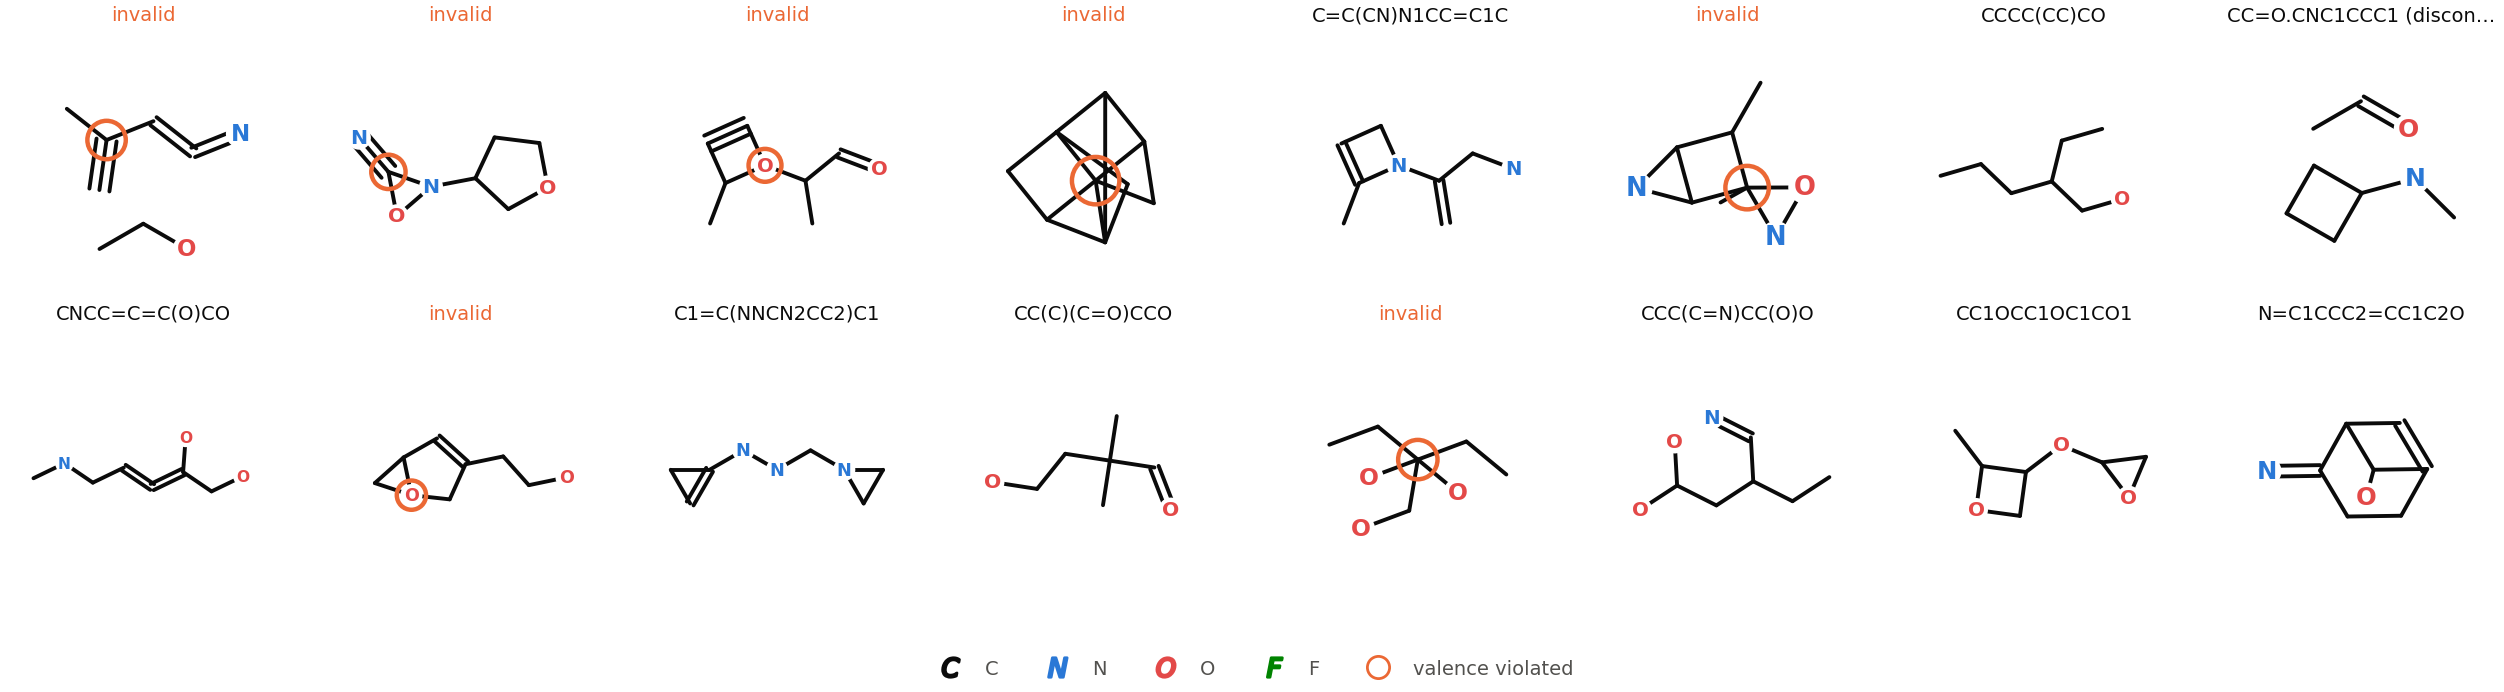 invalid invalid invalid invalid C=C(CN)N1CC=C1C invalid CCCC(CC)CO CC=O.CNC1CCC1 (discon...
N N N N N N
O O O O O O O
N O N N
O
CNCC=C=C(O)CO invalid C1=C(NNCN2CC2)C1 CC(C)(C=O)CCO invalid CCC(C=N)CC(O)O CC1OCC1OC1CO1 N=C1CCC2=CC1C2O
N O O
O O
N N N
O O
O O O
N O O
O O O
N O
C C N N O O F F valence violated